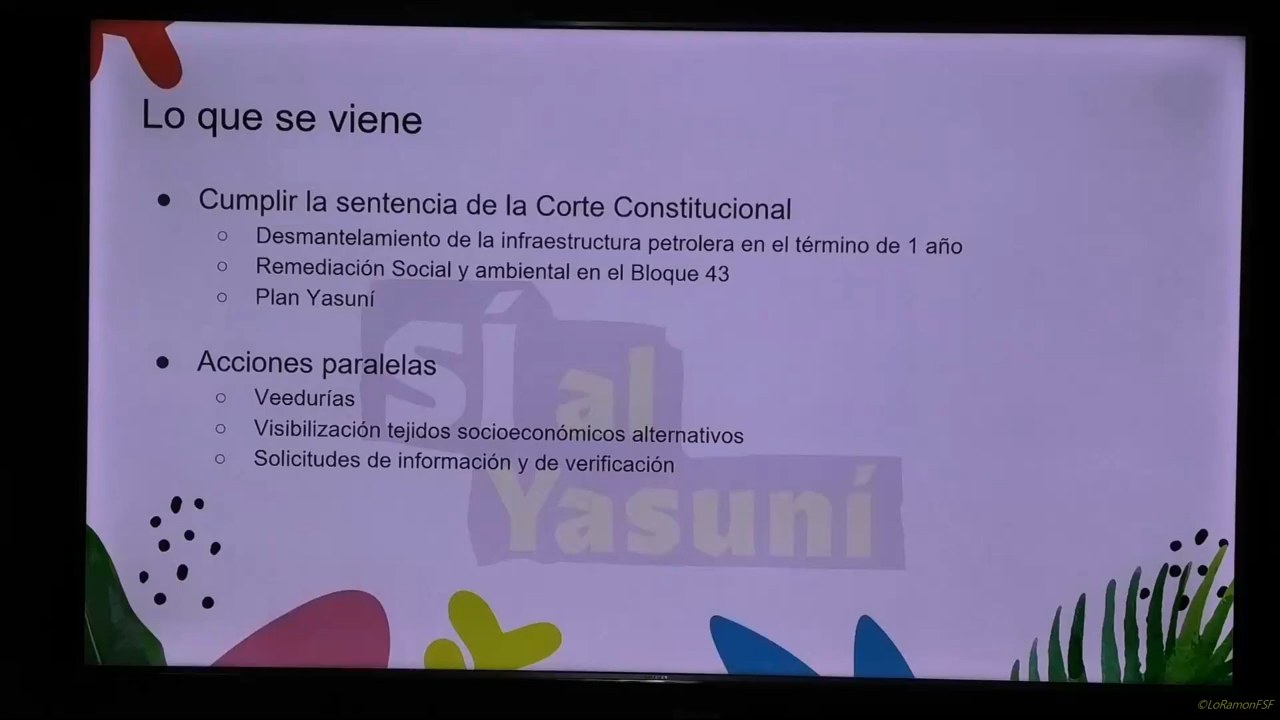 Lo que se viene
● Cumplir la sentencia de la Corte Constitucional
○ Desmantelamiento de la infraestructura petrolera en el término de 1 año
○ Remediación Social y ambiental en el Bloque 43
○ Plan Yasuní
● Acciones paralelas
○ Veedurías
○ Visibilización tejidos socioeconómicos alternativos
○ Solicitudes de información y de verificación
SÍ al
Yasuní
©LoRamonFSF